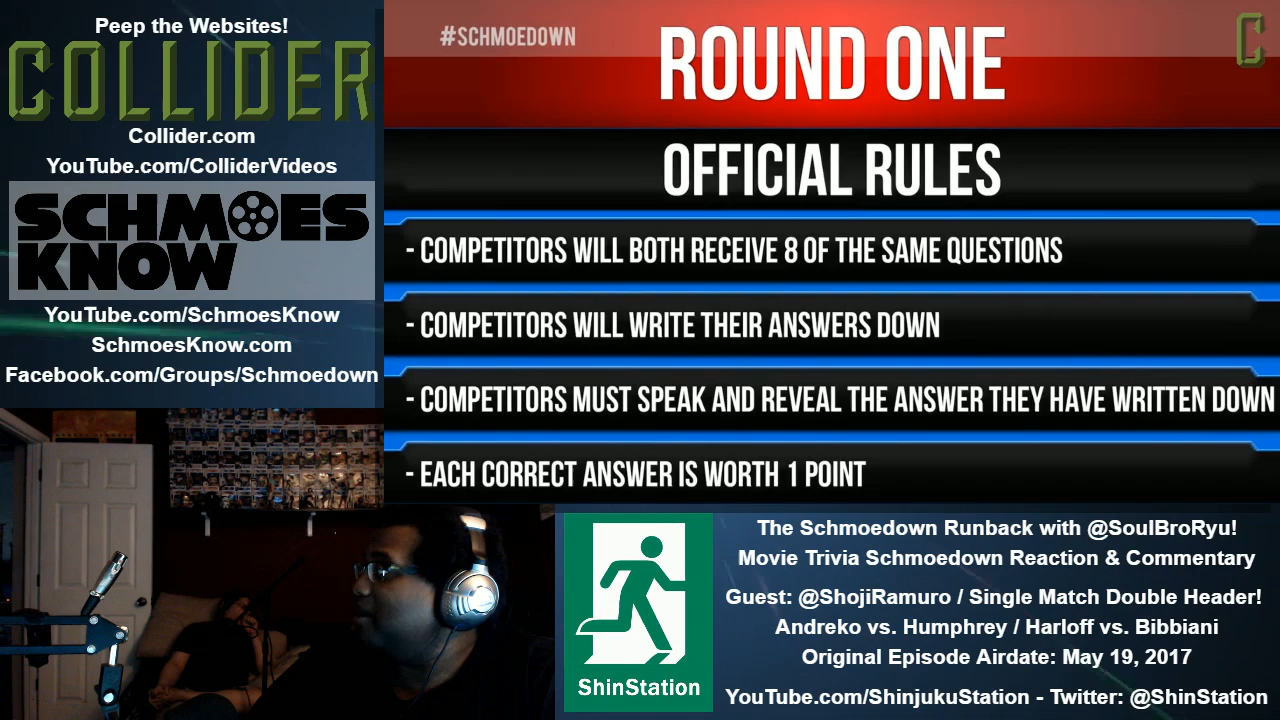 Peep the Websites!
COLLIDER
Collider.com
YouTube.com/ColliderVideos
SCHMOES
KNOW
YouTube.com/SchmoesKnow
SchmoesKnow.com
Facebook.com/Groups/Schmoedown
#SCHMOEDOWN
C
ROUND ONE
OFFICIAL RULES
- COMPETITORS WILL BOTH RECEIVE 8 OF THE SAME QUESTIONS
- COMPETITORS WILL WRITE THEIR ANSWERS DOWN
- COMPETITORS MUST SPEAK AND REVEAL THE ANSWER THEY HAVE WRITTEN DOWN
- EACH CORRECT ANSWER IS WORTH 1 POINT
ShinStation
The Schmoedown Runback with @SoulBroRyu!
Movie Trivia Schmoedown Reaction & Commentary
Guest: @ShojiRamuro / Single Match Double Header!
Andreko vs. Humphrey / Harloff vs. Bibbiani
Original Episode Airdate: May 19, 2017
YouTube.com/ShinjukuStation - Twitter: @ShinStation